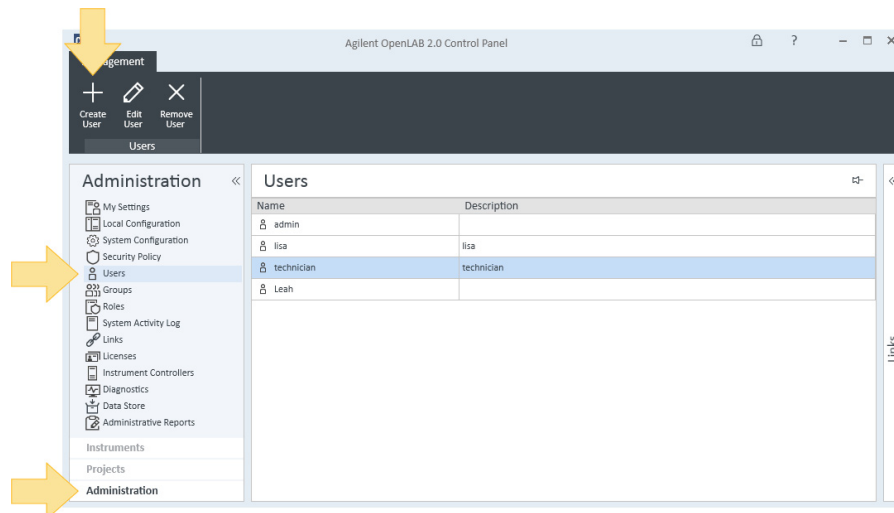 Agilent OpenLAB 2.0 Control Panel
?
agement
Create User
Edit User
Remove User
Users
Administration
My Settings
Local Configuration
System Configuration
Security Policy
Users
Groups
Roles
System Activity Log
Links
Licenses
Instrument Controllers
Diagnostics
Data Store
Administrative Reports
Instruments
Projects
Administration
Users
Name Description
admin
lisa lisa
technician technician
Leah
Links